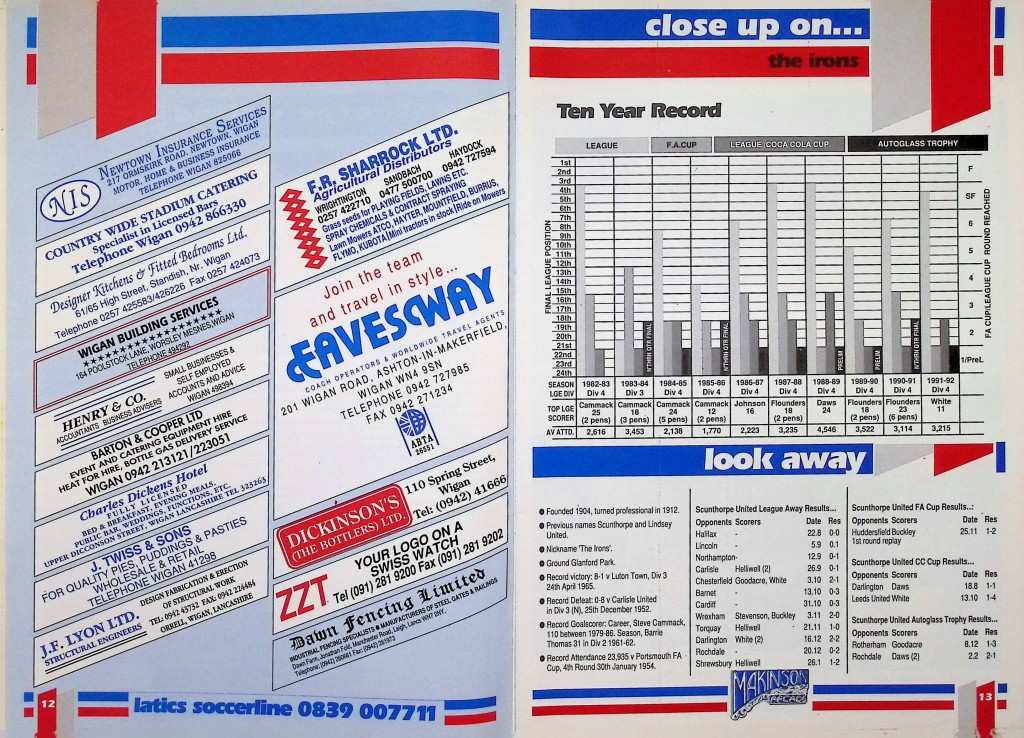 NIS
NEWTOWN INSURANCE SERVICES
217 ORMSKIRK ROAD, NEWTOWN, WIGAN
MOTOR, HOME & BUSINESS INSURANCE
TELEPHONE WIGAN 825066
COUNTRY WIDE STADIUM CATERING
Specialist in Licensed Bars
Telephone Wigan 0942 866330
Designer Kitchens & Fitted Bedrooms Ltd.
61/65 High Street, Standish, Nr. Wigan
Telephone 0257 425583/426226 Fax 0257 424073
WIGAN BUILDING SERVICES
164 POOLSTOCK LANE, WORSLEY MESNES, WIGAN
TELEPHONE 494292
HENRY & CO.
ACCOUNTANTS BUSINESS ADVISERS
SMALL BUSINESSES &
SELF EMPLOYED
ACCOUNTS AND ADVICE
WIGAN 498394
BARTON & COOPER LTD
EVENT AND CATERING EQUIPMENT HIRE
HEAT FOR HIRE, BOTTLE GAS DELIVERY SERVICE
WIGAN 0942 213121/223051
Charles Dickens Hotel
FULLY LICENSED
BED & BREAKFAST, EVENING MEALS,
PUBLIC BAR, WEDDINGS, FUNCTIONS, ETC.
UPPER DICCONSON STREET, WIGAN LANCASHIRE TEL 323263
J. TWISS & SONS
FOR QUALITY PIES, PUDDINGS & PASTIES
WHOLESALE & RETAIL
TELEPHONE WIGAN 41298
J.F. LYON LTD.
STRUCTURAL ENGINEERS
DESIGN FABRICATION & ERECTION
OF STRUCTURAL WORK
TEL: 0942 45752 FAX: 0942 224484
ORRELL, WIGAN, LANCASHIRE
F.R. SHARROCK LTD.
Agricultural Distributors
WRIGHTINGTON SANDBACH HAYDOCK
0257 422710 0477 500700 0942 727594
Grass seeds for PLAYING FIELDS, LAWNS ETC.
SPRAY CHEMICALS & CONTRACT SPRAYING
Lawn Mowers ATCO, HAYTER, MOUNTFIELD, BURRUS,
FLYMO, KUBOTA|Mini tractors in stock|Ride on Mowers
Join the team
and travel in style...
EAVESWAY
COACH OPERATORS & WORLDWIDE TRAVEL AGENTS
201 WIGAN ROAD, ASHTON-IN-MAKERFIELD,
WIGAN WN4 9SN
TELEPHONE 0942 727985
FAX 0942 271234
ABTA
26551
DICKINSON'S
(THE BOTTLERS) LTD.
110 Spring Street,
Wigan
Tel: (0942) 41666
ZZT
YOUR LOGO ON A
SWISS WATCH
Tel (091) 281 9200 Fax (091) 281 9202
Dawn Fencing Limited
INDUSTRIAL FENCING SPECIALISTS ● MANUFACTURERS OF STEEL GATES & RAILINGS
Dawn Farm, Jonathan Fold, Manchester Road, Leigh, Lancs WN7 2NY.
12
latics soccerline 0839 007711
close up on...
the irons
Ten Year Record
LEAGUE F.A.CUP LEAGUE /COCA COLA CUP AUTOGLASS TROPHY
FINAL LEAGUE POSITION
1st
2nd
3rd
4th
5th
6th
7th
8th
9th
10th
11th
12th
13th
14th
15th
16th
17th
18th
19th
20th
21st
22nd
23rd
24th
NTHRN QTR FINAL
NTHRN QTR FINAL
PRELIM
PRELIM
NTHRN QTR FINAL
F
SF
6
5
4
3
2
1/PreL
FA CUP/LEAGUE CUP ROUND REACHED
SEASON 1982-83 1983-84 1984-85 1985-86 1986-87 1987-88 1988-89 1989-90 1990-91 1991-92
LGE DIV Div 4 Div 3 Div 4 Div 4 Div 4 Div 4 Div 4 Div 4 Div 4 Div 4
TOP LGE Cammack Cammack Cammack Cammack Johnson Flounders Daws Flounders Flounders White
SCORER 25 18 24 12 16 18 24 18 23 11
(2 pens) (3 pens) (5 pens) (2 pens) (2 pens) (2 pens) (6 pens)
AV ATTD. 2,616 3,453 2,138 1,770 2,223 3,235 4,546 3,522 3,114 3,215
look away
● Founded 1904, turned professional in 1912.
● Previous names Scunthorpe and Lindsey
United.
● Nickname 'The Irons'.
● Ground Glanford Park.
● Record victory: 8-1 v Luton Town, Div 3
24th April 1965.
● Record Defeat: 0-8 v Carlisle United
in Div 3 (N), 25th December 1952.
● Record Goalscorer: Career, Steve Cammack,
110 between 1979-86. Season, Barrie
Thomas 31 in Div 2 1961-62.
● Record Attendance 23,935 v Portsmouth FA
Cup, 4th Round 30th January 1954.
Scunthorpe United League Away Results...
Opponents Scorers Date Res
Halifax - 22.8 0-0
Lincoln - 5.9 0.1
Northampton- 12.9 0-1
Carlisle Helliwell (2) 26.9 0-1
Chesterfield Goodacre, White 3.10 2-1
Barnet - 13.10 0-3
Cardiff - 31.10 0-3
Wrexham Stevenson, Buckley 3.11 2-0
Torquay Helliwell 21.11 1-0
Darlington White (2) 16.12 2-2
Rochdale - 20.12 0-2
Shrewsbury Helliwell 26.1 1-2
Scunthorpe United FA Cup Results...:
Opponents Scorers Date Res
Huddersfield Buckley 25.11 1-2
1st round replay
Scunthorpe United CC Cup Results...
Opponents Scorers Date Res
Darlington Daws 18.8 1-1
Leeds United White 13.10 1-4
Scunthorpe United Autoglass Trophy Results...
Opponents Scorers Date Res
Rotherham Goodacre 8.12 1-3
Rochdale Daws (2) 2.2 2-1
MAKINSON
ARCADE
13